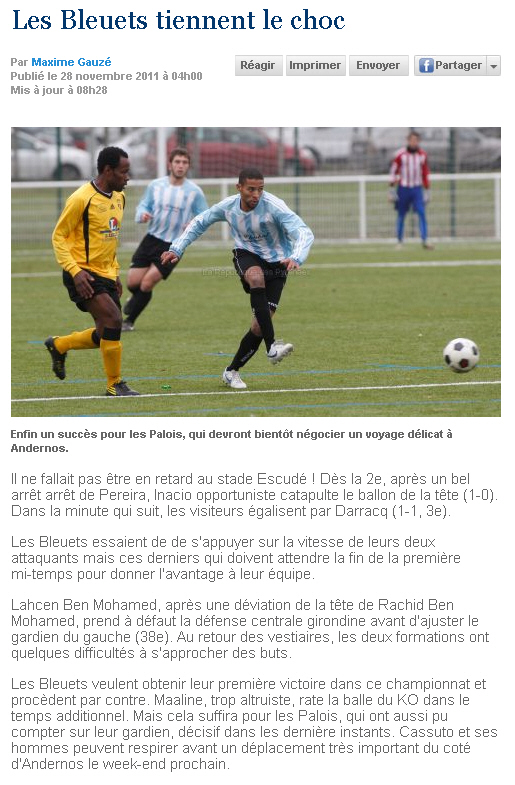 Les Bleuets tiennent le choc
Par Maxime Gauzé
Publié le 28 novembre 2011 à 04h00
Mis à jour à 08h28
Réagir
Imprimer
Envoyer
Partager
Enfin un succès pour les Palois, qui devront bientôt négocier un voyage délicat à
Andernos.
Il ne fallait pas être en retard au stade Escudé ! Dès la 2e, après un bel
arrêt arrêt de Pereira, Inacio opportuniste catapulte le ballon de la tête (1-0).
Dans la minute qui suit, les visiteurs égalisent par Darracq (1-1, 3e).
Les Bleuets essaient de de s'appuyer sur la vitesse de leurs deux
attaquants mais ces derniers qui doivent attendre la fin de la première
mi-temps pour donner l'avantage à leur équipe.
Lahcen Ben Mohamed, après une déviation de la tête de Rachid Ben
Mohamed, prend à défaut la défense centrale girondine avant d'ajuster le
gardien du gauche (38e). Au retour des vestiaires, les deux formations ont
quelques difficultés à s'approcher des buts.
Les Bleuets veulent obtenir leur première victoire dans ce championnat et
procèdent par contre. Maaline, trop altruiste, rate la balle du KO dans le
temps additionnel. Mais cela suffira pour les Palois, qui ont aussi pu
compter sur leur gardien, décisif dans les dernière instants. Cassuto et ses
hommes peuvent respirer avant un déplacement très important du coté
d'Andernos le week-end prochain.